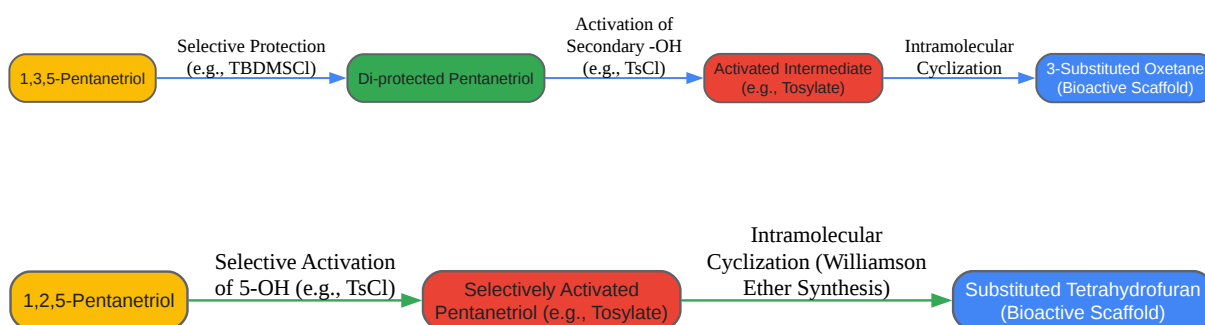 1,3,5-Pentanetriol
Selective Protection
(e.g., TBDMSCl)
Di-protected Pentanetriol
Activation of
Secondary -OH
(e.g., TsCl)
Activated Intermediate
(e.g., Tosylate)
Intramolecular
Cyclization
3-Substituted Oxetane
(Bioactive Scaffold)
1,2,5-Pentanetriol
Selective Activation
of 5-OH (e.g., TsCl)
Selectively Activated
Pentanetriol (e.g., Tosylate)
Intramolecular
Cyclization (Williamson
Ether Synthesis)
Substituted Tetrahydrofuran
(Bioactive Scaffold)